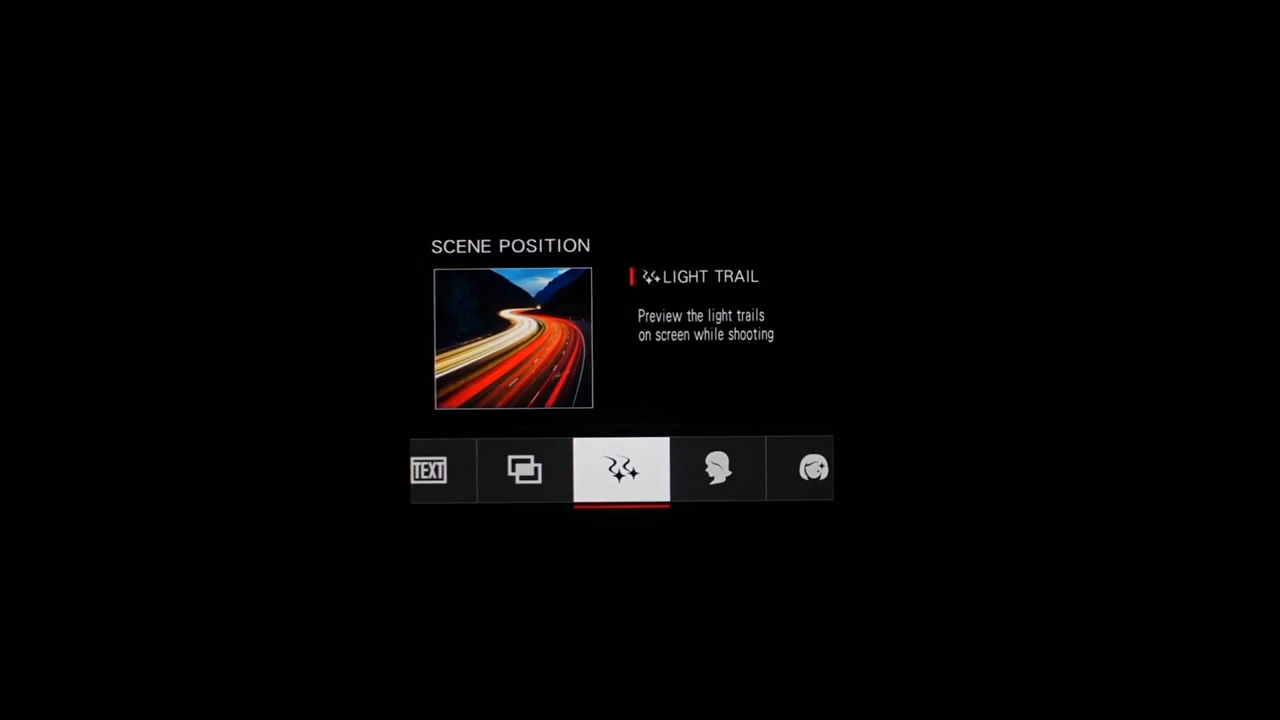 SCENE POSITION
LIGHT TRAIL
Preview the light trails
on screen while shooting
TEXT